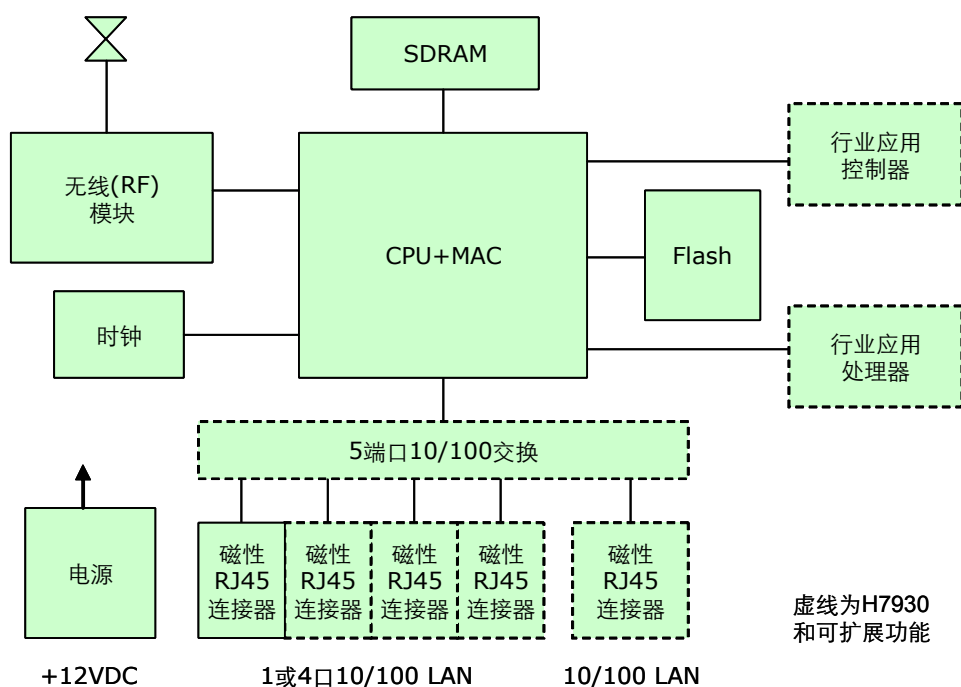 SDRAM
无线(RF)
模块
CPU+MAC
行业应用
控制器
Flash
时钟
行业应用
处理器
5端口10/100交换
电源
磁性
RJ45
连接器
磁性
RJ45
连接器
磁性
RJ45
连接器
磁性
RJ45
连接器
磁性
RJ45
连接器
虚线为H7930
和可扩展功能
+12VDC
1或4口10/100 LAN
10/100 LAN